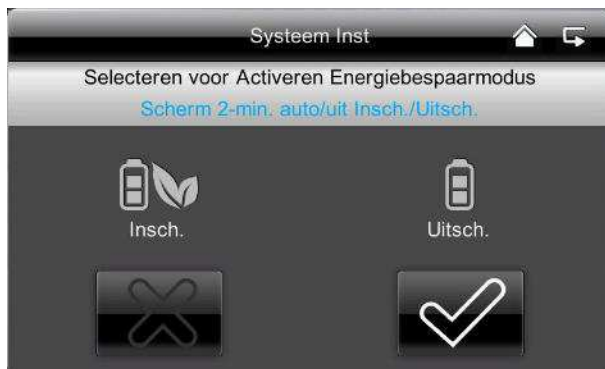 Systeem Inst
Selecteren voor Activeren Energiebespaarmodus
Scherm 2-min. auto/uit Insch./Uitsch.
Insch.
Uitsch.